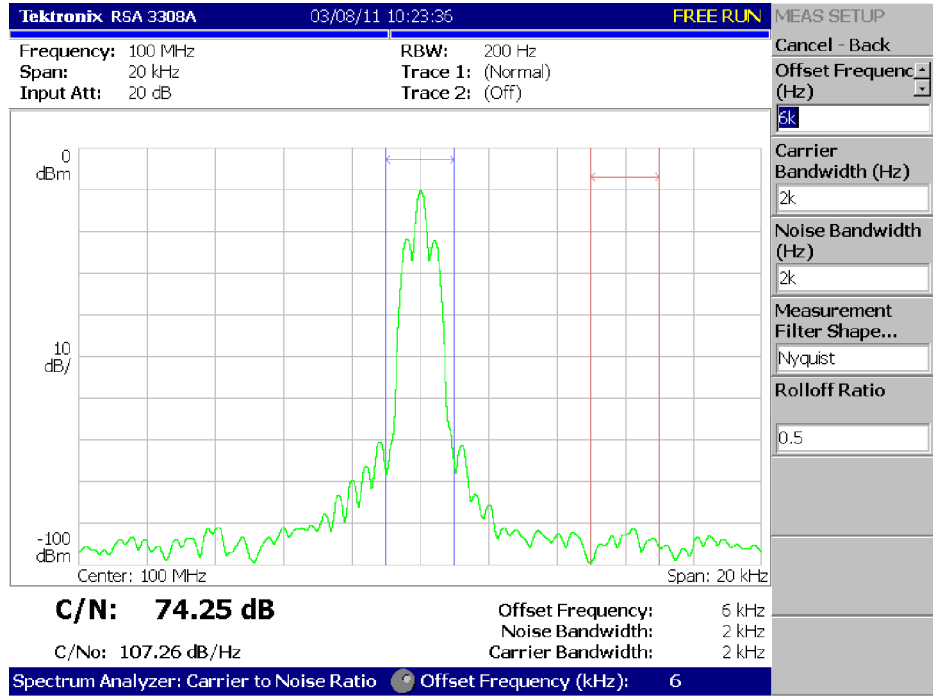 Tektronix RSA 3308A 03/08/11 10:23:36 FREE RUN
Frequency: 100 MHz RBW: 200 Hz
Span: 20 kHz Trace 1: (Normal)
Input Att: 20 dB Trace 2: (Off)
0
dBm
10
dB/
-100
dBm
Center: 100 MHz Span: 20 kHz
C/N: 74.25 dB
C/No: 107.26 dB/Hz
Offset Frequency: 6 kHz
Noise Bandwidth: 2 kHz
Carrier Bandwidth: 2 kHz
Spectrum Analyzer: Carrier to Noise Ratio Offset Frequency (kHz): 6
MEAS SETUP
Cancel - Back
Offset Frequenc
(Hz)
6k
Carrier
Bandwidth (Hz)
2k
Noise Bandwidth
(Hz)
2k
Measurement
Filter Shape...
Nyquist
Rolloff Ratio
0.5